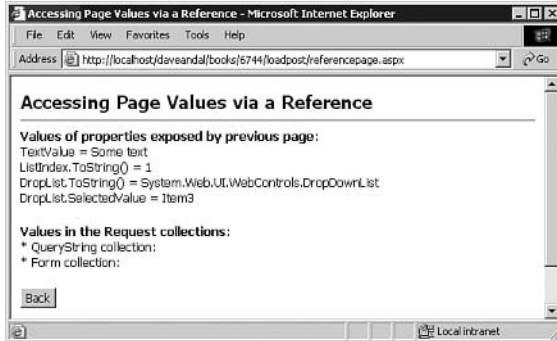 Accessing Page Values via a Reference - Microsoft Internet Explorer
File Edit View Favorites Tools Help
Address http://localhost/daveandal/books/6744/loadpost/referencepage.aspx Go
Accessing Page Values via a Reference
Values of properties exposed by previous page:
TextValue = Some text
ListIndex.ToString() = 1
DropList.ToString() = System.Web.UI.WebControls.DropDownList
DropList.SelectedValue = Item3
Values in the Request collections:
* QueryString collection:
* Form collection:
Back
Local intranet